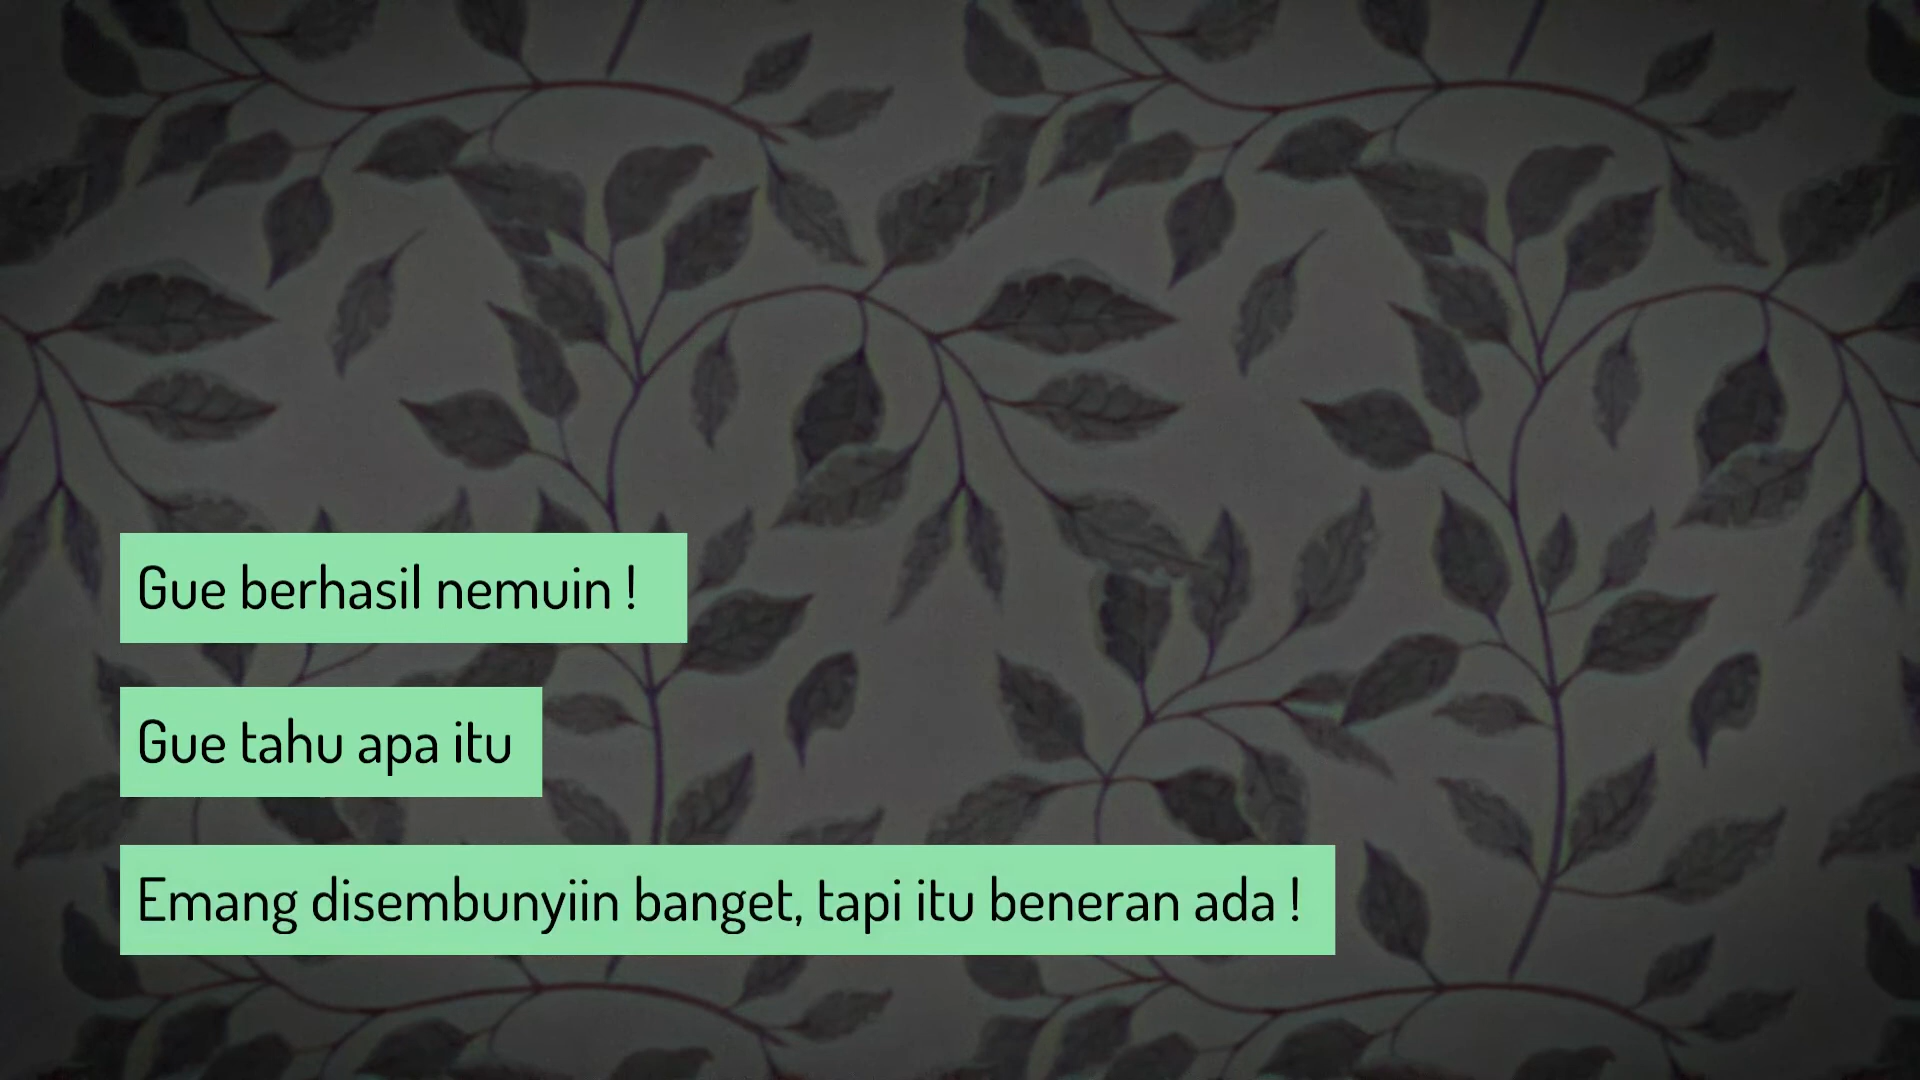 Gue berhasil nemuin !
Gue tahu apa itu
Emang disembunyiin banget, tapi itu beneran ada !